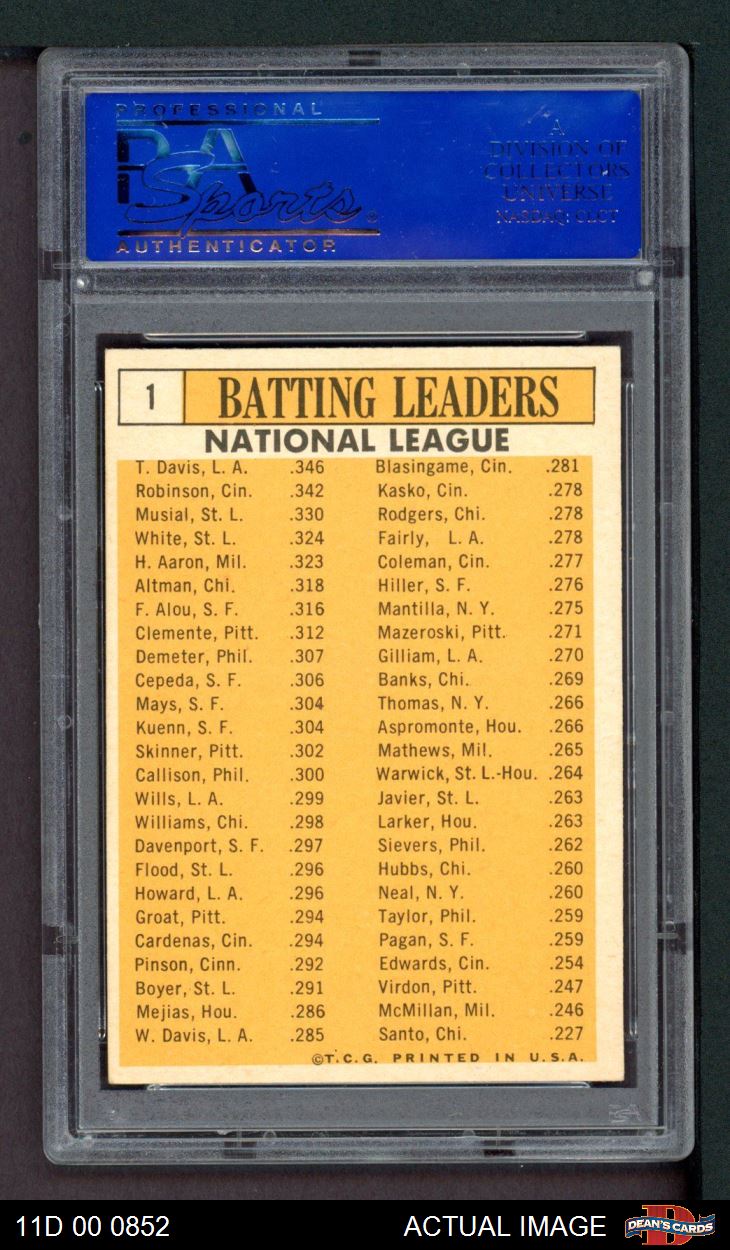 PROFESSIONAL
PSA
Sports
AUTHENTICATOR
A
DIVISION OF
COLLECTORS
UNIVERSE
NASDAQ: CLCT
1 BATTING LEADERS
NATIONAL LEAGUE
T. Davis, L. A. .346 Blasingame, Cin. .281
Robinson, Cin. .342 Kasko, Cin. .278
Musial, St. L. .330 Rodgers, Chi. .278
White, St. L. .324 Fairly, L. A. .278
H. Aaron, Mil. .323 Coleman, Cin. .277
Altman, Chi. .318 Hiller, S. F. .276
F. Alou, S. F. .316 Mantilla, N. Y. .275
Clemente, Pitt. .312 Mazeroski, Pitt. .271
Demeter, Phil. .307 Gilliam, L. A. .270
Cepeda, S. F. .306 Banks, Chi. .269
Mays, S. F. .304 Thomas, N. Y. .266
Kuenn, S. F. .304 Aspromonte, Hou. .266
Skinner, Pitt. .302 Mathews, Mil. .265
Callison, Phil. .300 Warwick, St. L.-Hou. .264
Wills, L. A. .299 Javier, St. L. .263
Williams, Chi. .298 Larker, Hou. .263
Davenport, S. F. .297 Sievers, Phil. .262
Flood, St. L. .296 Hubbs, Chi. .260
Howard, L. A. .296 Neal, N. Y. .260
Groat, Pitt. .294 Taylor, Phil. .259
Cardenas, Cin. .294 Pagan, S. F. .259
Pinson, Cinn. .292 Edwards, Cin. .254
Boyer, St. L. .291 Virdon, Pitt. .247
Mejias, Hou. .286 McMillan, Mil. .246
W. Davis, L. A. .285 Santo, Chi. .227
©T.C.G. PRINTED IN U.S.A.
PSA
11D 00 0852 ACTUAL IMAGE DEAN'S CARDS